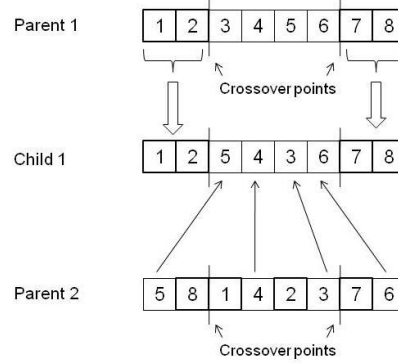 Parent 1 1 2 3 4 5 6 7 8
Crossover points
Child 1 1 2 5 4 3 6 7 8
Parent 2 5 8 1 4 2 3 7 6
Crossover points